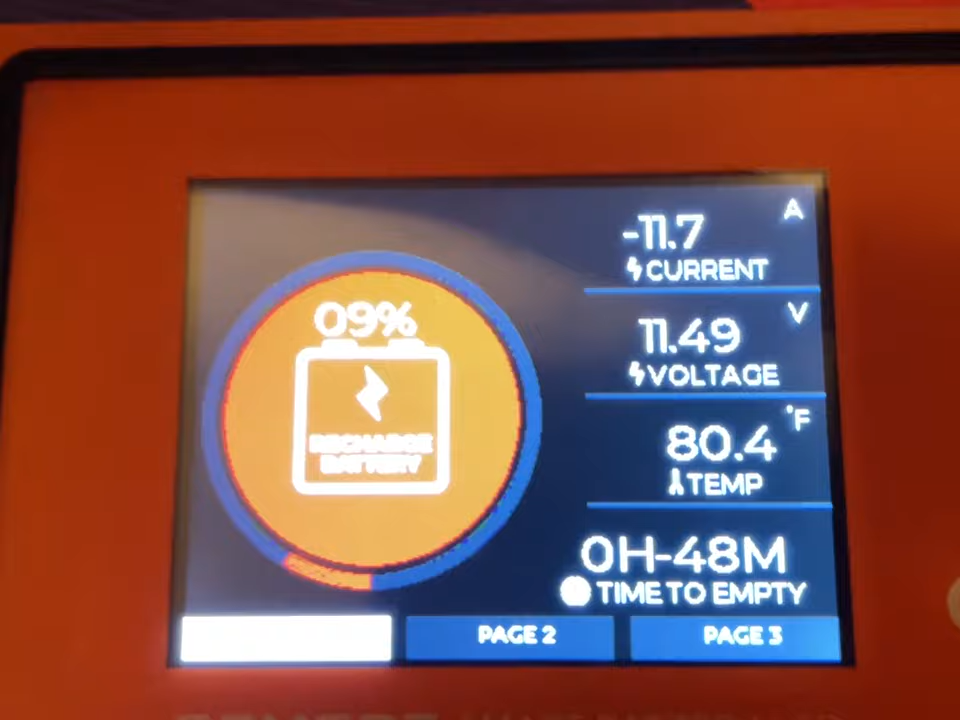 09%
RECHARGE
BATTERY
A
-11.7
CURRENT
V
11.49
VOLTAGE
°F
80.4
TEMP
0H-48M
TIME TO EMPTY
PAGE 2
PAGE 3